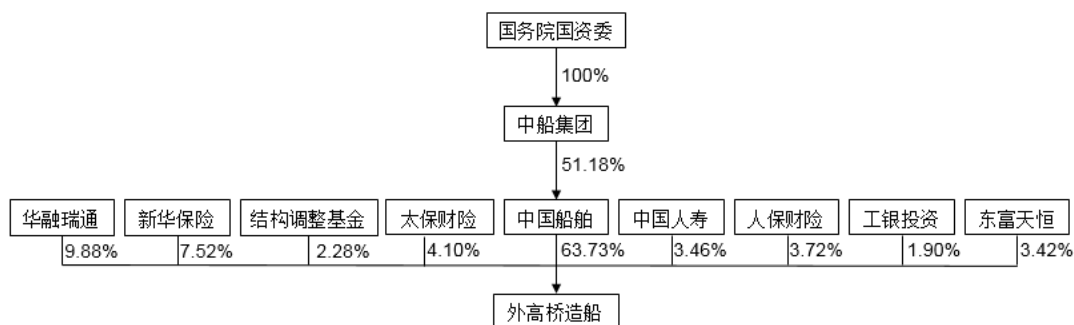 国务院国资委
100%
中船集团
51.18%
华融瑞通 新华保险 结构调整基金 太保财险 中国船舶 中国人寿 人保财险 工银投资 东富天恒
9.88% 7.52% 2.28% 4.10% 63.73% 3.46% 3.72% 1.90% 3.42%
外高桥造船